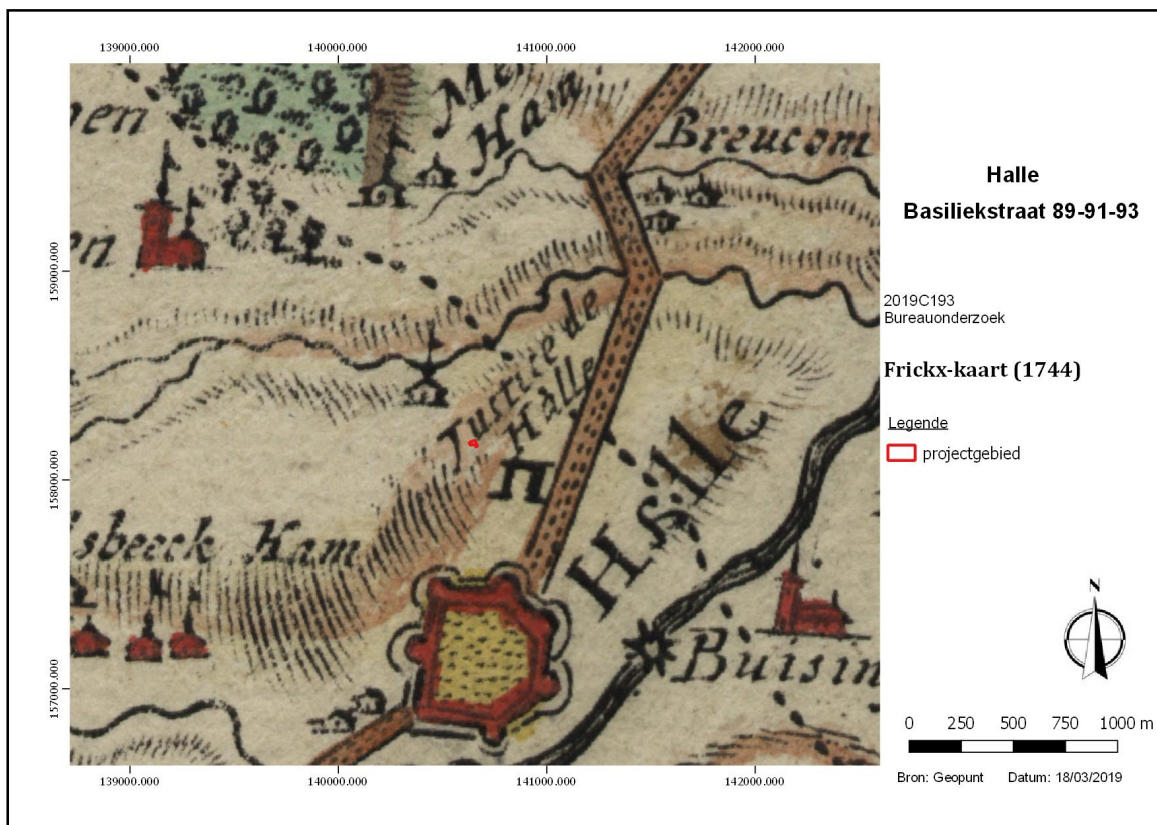 139000.000 140000.000 141000.000 142000.000
159000.000
158000.000
157000.000
Ham
Breucom
Justice de
Halle
Halle
sbeeck Kam
Buisin
139000.000 140000.000 141000.000 142000.000
Halle
Basiliekstraat 89-91-93
2019C193
Bureauonderzoek
Frickx-kaart (1744)
Legende
projectgebied
N
0 250 500 750 1000 m
Bron: Geopunt Datum: 18/03/2019